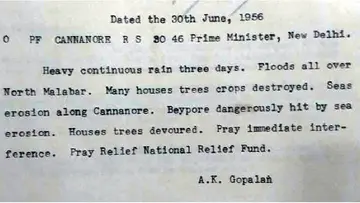 Dated the 30th June, 1956
O PF CANNANORE R S 30 46 Prime Minister, New Delhi.
Heavy continuous rain three days. Floods all over
North Malabar. Many houses trees crops destroyed. Seas
erosion along Cannanore. Beypore dangerously hit by sea
erosion. Houses trees devoured. Pray immediate inter-
ference. Pray Relief National Relief Fund.
A.K. Gopalan